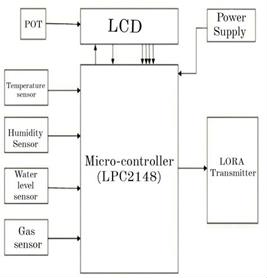 POT
LCD
Power
Supply
Temperature
sensor
Humidity
Sensor
Water
level
sensor
Gas
sensor
Micro-controller
(LPC2148)
LORA
Transmitter